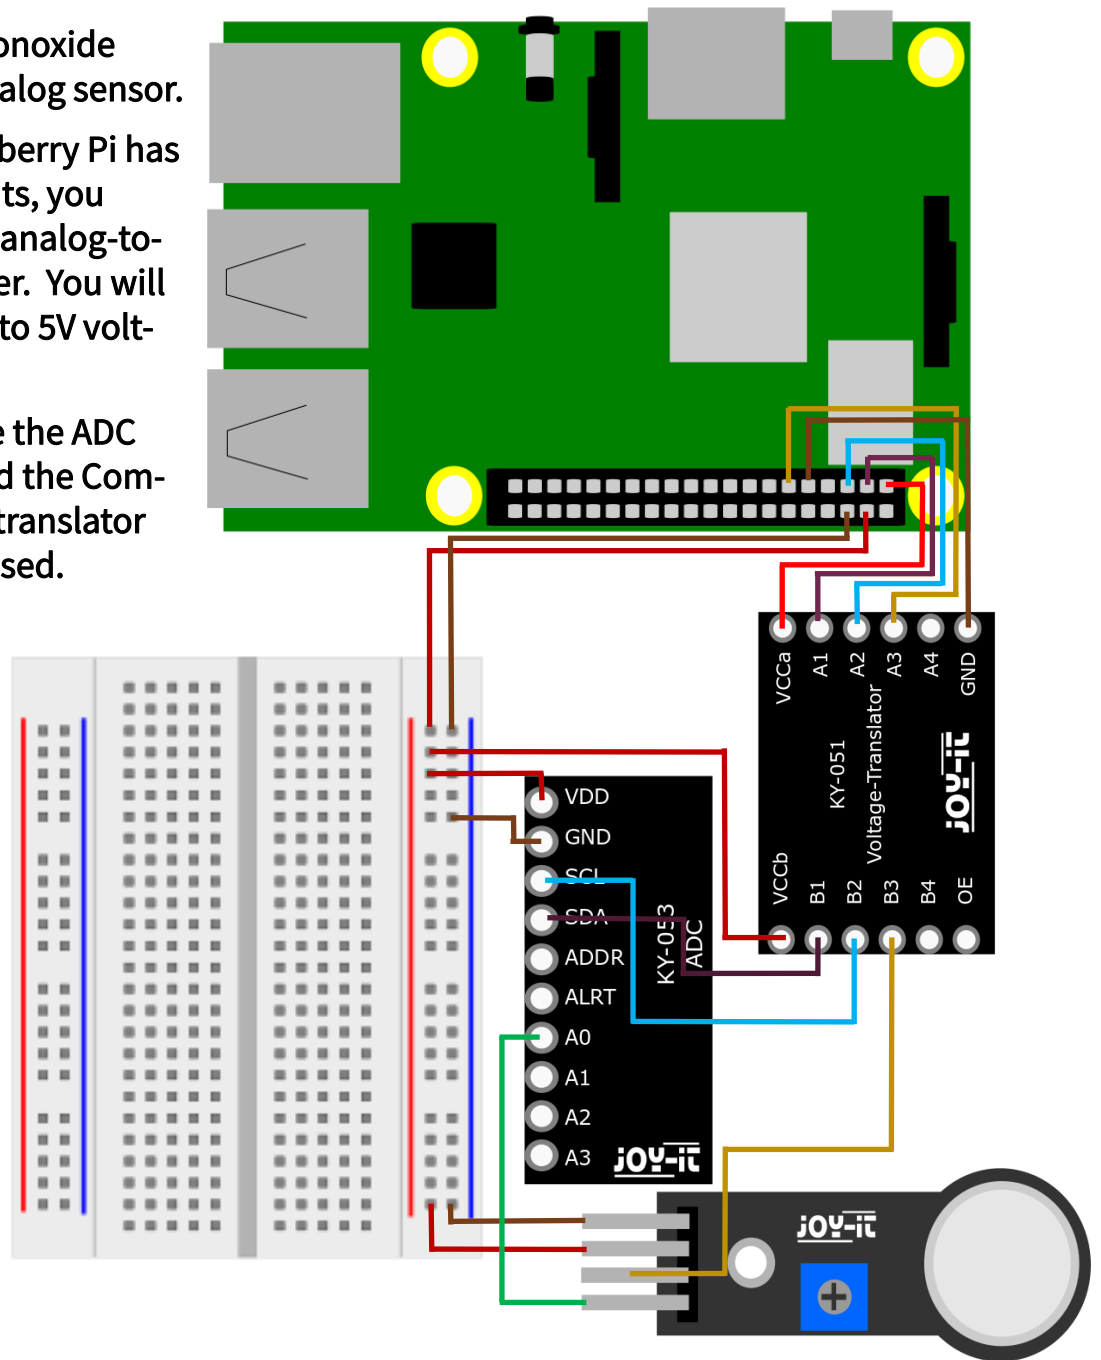 onoxide
alog sensor.
berry Pi has
ts, you
analog-to-
er. You will
to 5V volt-
e the ADC
d the Com-
translator
sed.
VCCa
A1
A2
A3
A4
GND
KY-051
Voltage-Translator
joy-it
VCCb
B1
B2
B3
B4
OE
VDD
GND
SCL
SDA
ADDR
ALRT
A0
A1
A2
A3
KY-053
ADC
joy-it
joy-it